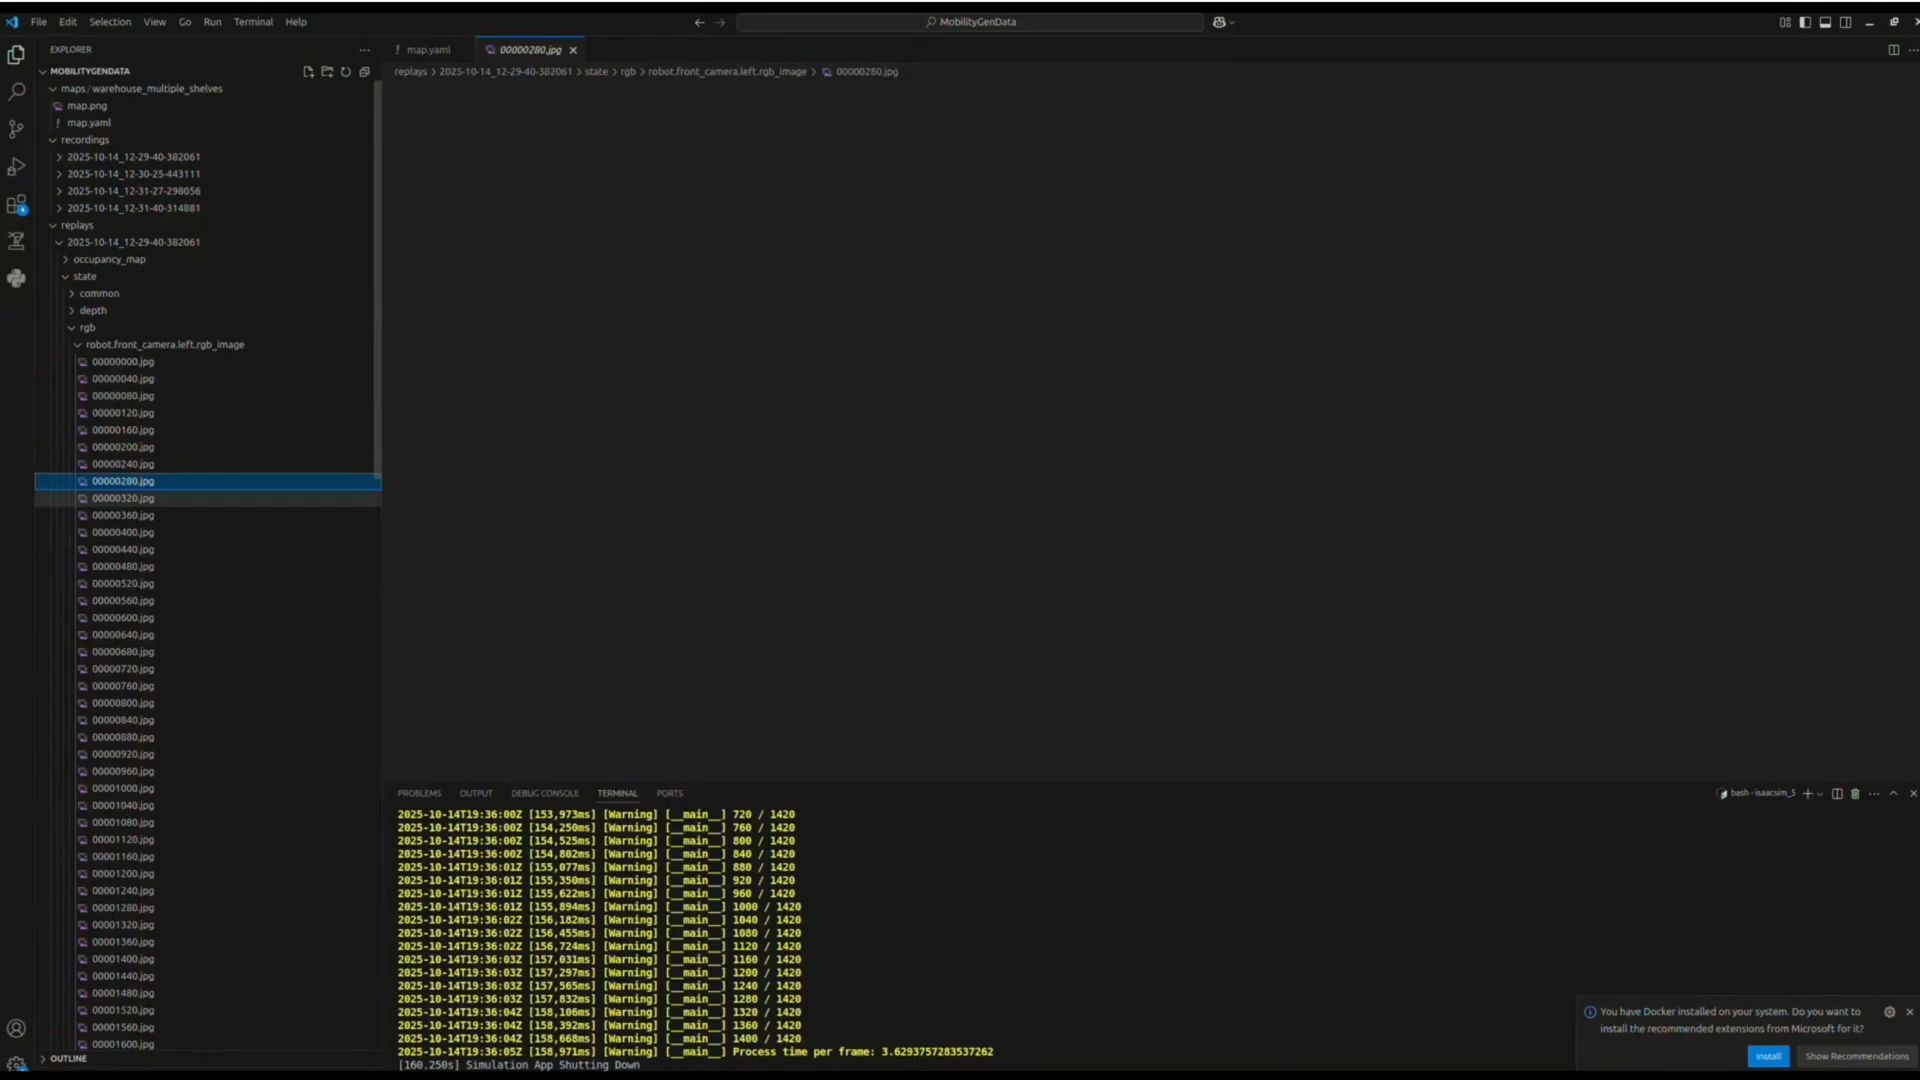 File Edit Selection View Go Run Terminal Help
MobilityGenData
EXPLORER
MOBILITYGENDATA
maps / warehouse_multiple_shelves
map.png
map.yaml
recordings
2025-10-14_12-29-40-382061
2025-10-14_12-30-25-443111
2025-10-14_12-31-27-298056
2025-10-14_12-31-40-314881
replays
2025-10-14_12-29-40-382061
occupancy_map
state
common
depth
rgb
robot.front_camera.left.rgb_image
00000000.jpg
00000040.jpg
00000080.jpg
00000120.jpg
00000160.jpg
00000200.jpg
00000240.jpg
00000280.jpg
00000320.jpg
00000360.jpg
00000400.jpg
00000440.jpg
00000480.jpg
00000520.jpg
00000560.jpg
00000600.jpg
00000640.jpg
00000680.jpg
00000720.jpg
00000760.jpg
00000800.jpg
00000840.jpg
00000880.jpg
00000920.jpg
00000960.jpg
00001000.jpg
00001040.jpg
00001080.jpg
00001120.jpg
00001160.jpg
00001200.jpg
00001240.jpg
00001280.jpg
00001320.jpg
00001360.jpg
00001400.jpg
00001440.jpg
00001480.jpg
00001520.jpg
00001560.jpg
00001600.jpg
OUTLINE
! map.yaml 00000280.jpg
replays > 2025-10-14_12-29-40-382061 > state > rgb > robot.front_camera.left.rgb_image > 00000280.jpg
PROBLEMS OUTPUT DEBUG CONSOLE TERMINAL PORTS
bash - isaacsim_5
2025-10-14T19:36:00Z [153,973ms] [Warning] [__main__] 720 / 1420
2025-10-14T19:36:00Z [154,250ms] [Warning] [__main__] 760 / 1420
2025-10-14T19:36:00Z [154,525ms] [Warning] [__main__] 800 / 1420
2025-10-14T19:36:00Z [154,802ms] [Warning] [__main__] 840 / 1420
2025-10-14T19:36:01Z [155,077ms] [Warning] [__main__] 880 / 1420
2025-10-14T19:36:01Z [155,350ms] [Warning] [__main__] 920 / 1420
2025-10-14T19:36:01Z [155,622ms] [Warning] [__main__] 960 / 1420
2025-10-14T19:36:01Z [155,894ms] [Warning] [__main__] 1000 / 1420
2025-10-14T19:36:02Z [156,182ms] [Warning] [__main__] 1040 / 1420
2025-10-14T19:36:02Z [156,455ms] [Warning] [__main__] 1080 / 1420
2025-10-14T19:36:02Z [156,724ms] [Warning] [__main__] 1120 / 1420
2025-10-14T19:36:03Z [157,031ms] [Warning] [__main__] 1160 / 1420
2025-10-14T19:36:03Z [157,297ms] [Warning] [__main__] 1200 / 1420
2025-10-14T19:36:03Z [157,565ms] [Warning] [__main__] 1240 / 1420
2025-10-14T19:36:03Z [157,832ms] [Warning] [__main__] 1280 / 1420
2025-10-14T19:36:04Z [158,106ms] [Warning] [__main__] 1320 / 1420
2025-10-14T19:36:04Z [158,392ms] [Warning] [__main__] 1360 / 1420
2025-10-14T19:36:04Z [158,668ms] [Warning] [__main__] 1400 / 1420
2025-10-14T19:36:05Z [158,971ms] [Warning] [__main__] Process time per frame: 3.6293757283537262
[160.250s] Simulation App Shutting Down
You have Docker installed on your system. Do you want to
install the recommended extensions from Microsoft for it?
Install Show Recommendations